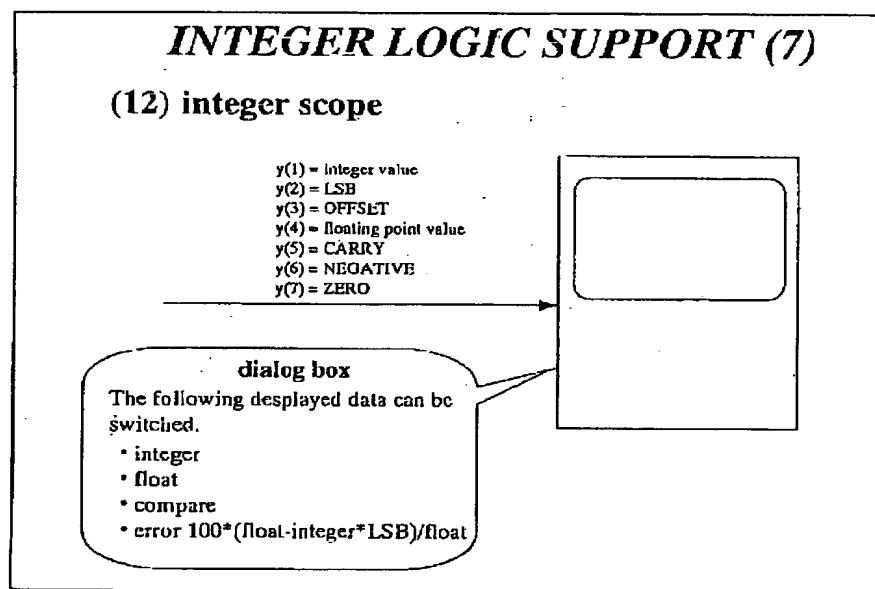 INTEGER LOGIC SUPPORT (7)
(12) integer scope
y(1) = integer value
y(2) = LSB
y(3) = OFFSET
y(4) = floating point value
y(5) = CARRY
y(6) = NEGATIVE
y(7) = ZERO
dialog box
The following desplayed data can be
switched.
• integer
• float
• compare
• error 100*(float-integer*LSB)/float